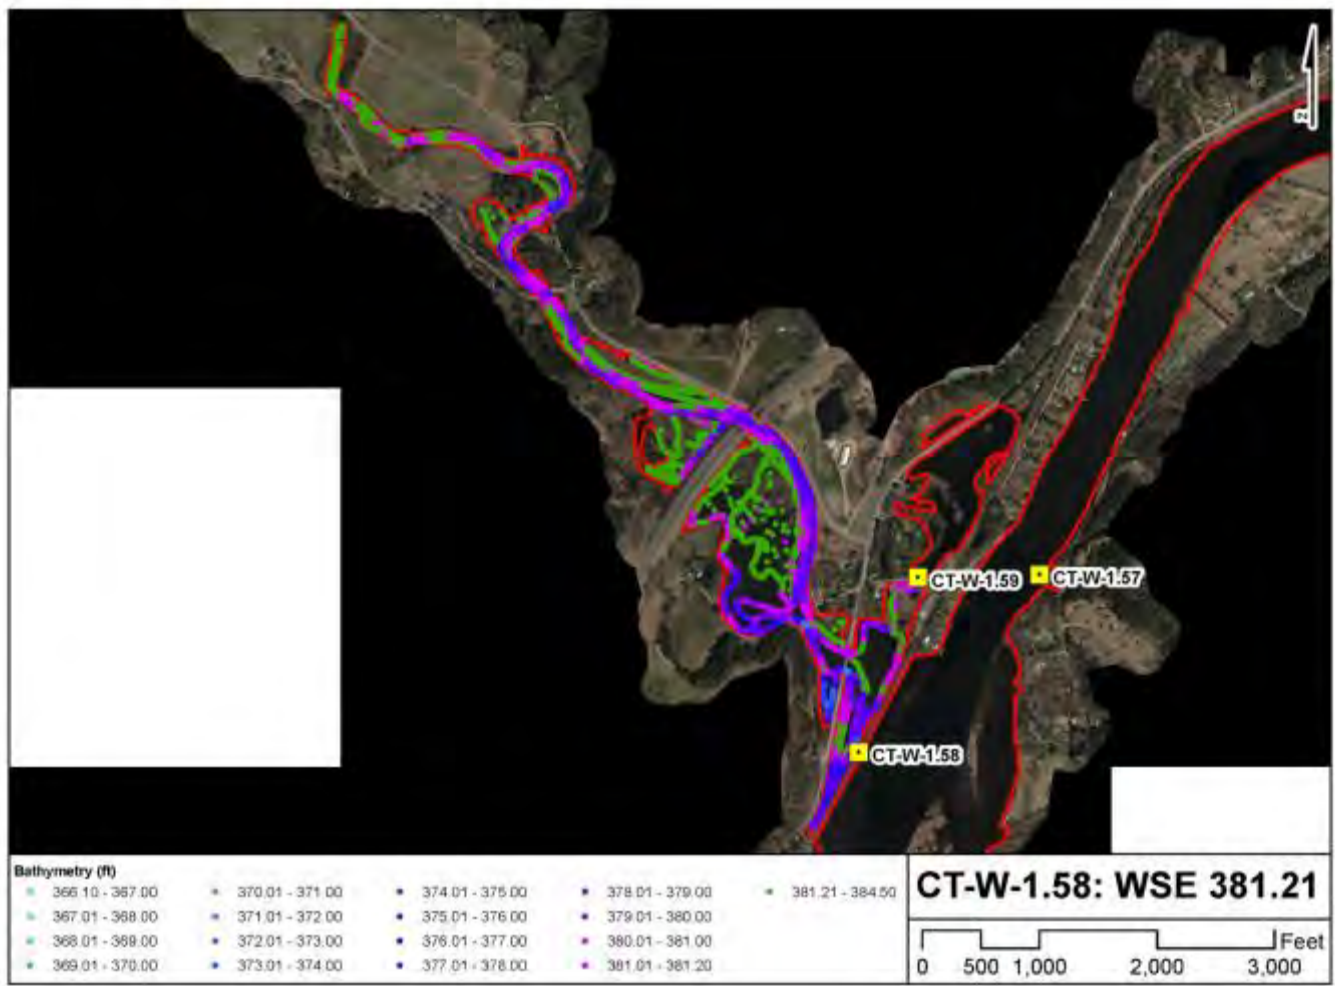 N
CT-W-1.59
CT-W-1.57
CT-W-1.58
Bathymetry (ft)
366.10 - 367.00
367.01 - 368.00
368.01 - 369.00
369.01 - 370.00
370.01 - 371.00
371.01 - 372.00
372.01 - 373.00
373.01 - 374.00
374.01 - 375.00
375.01 - 376.00
376.01 - 377.00
377.01 - 378.00
378.01 - 379.00
379.01 - 380.00
380.01 - 381.00
381.01 - 381.20
381.21 - 384.50
CT-W-1.58: WSE 381.21
Feet
0 500 1,000 2,000 3,000